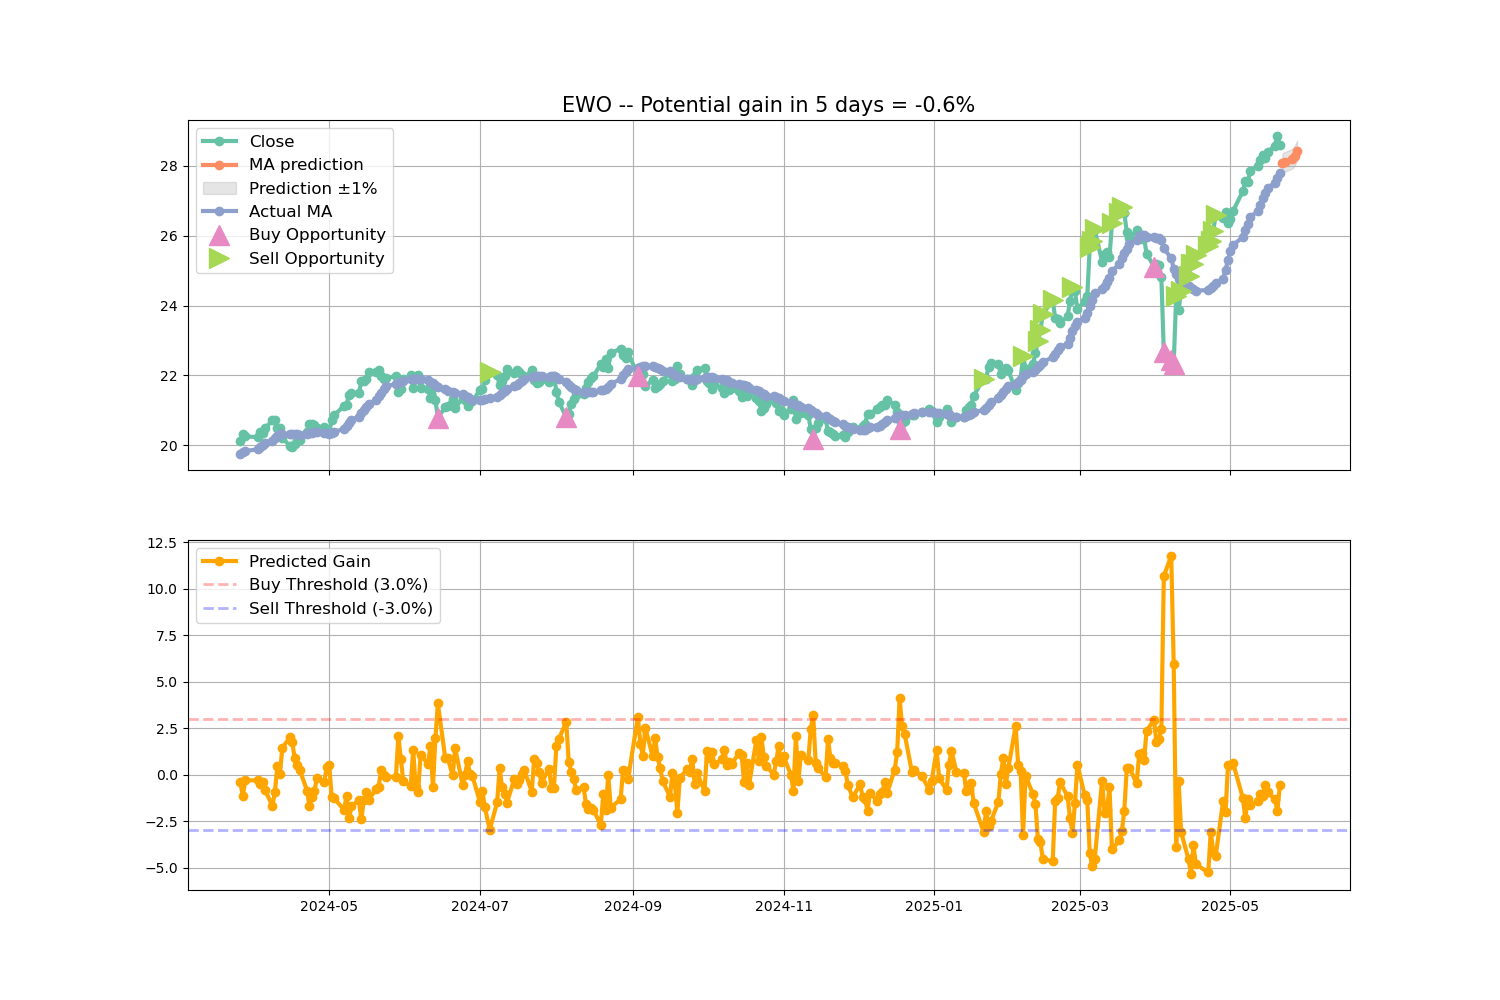 EWO -- Potential gain in 5 days = -0.6%
Close
MA prediction
Prediction ±1%
Actual MA
Buy Opportunity
Sell Opportunity
28
26
24
22
20
12.5
10.0
7.5
5.0
2.5
0.0
−2.5
−5.0
Predicted Gain
Buy Threshold (3.0%)
Sell Threshold (-3.0%)
2024-05
2024-07
2024-09
2024-11
2025-01
2025-03
2025-05